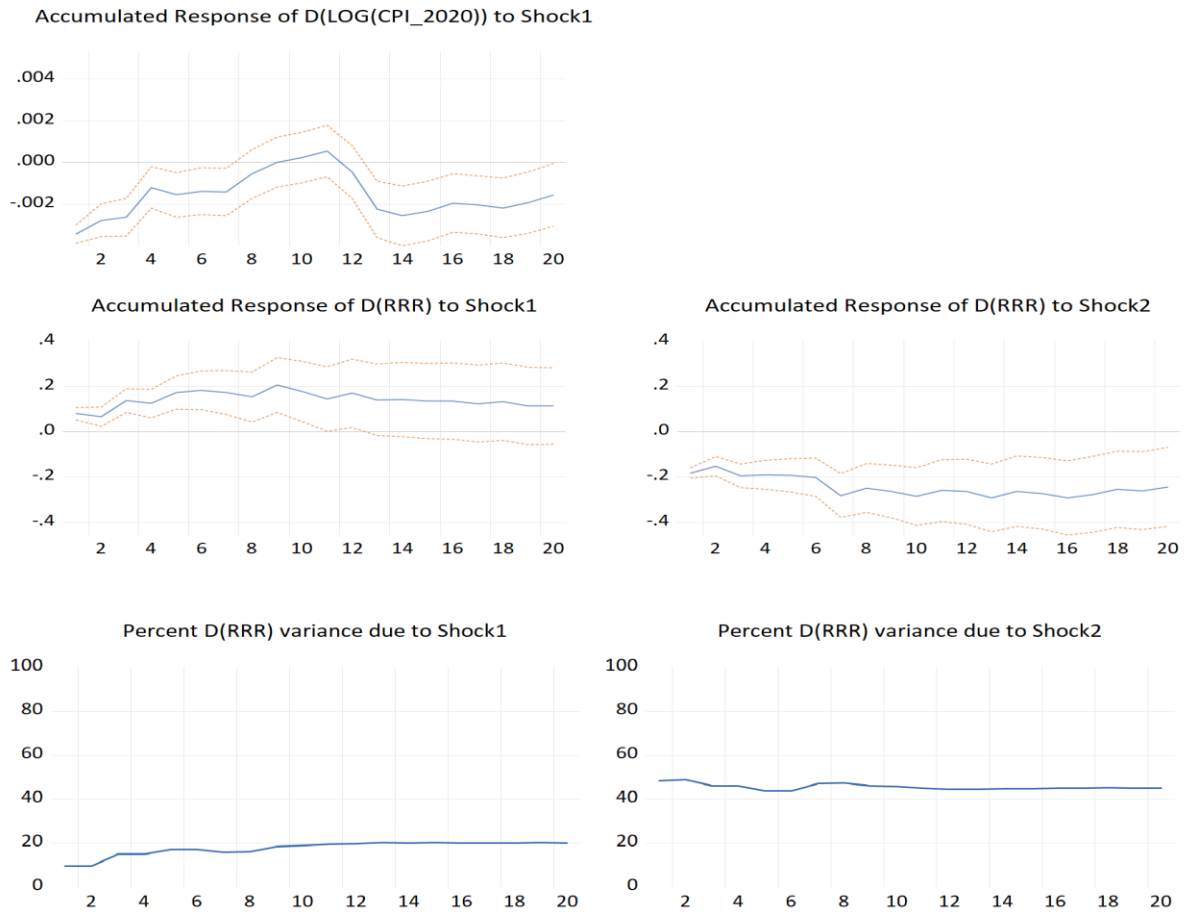 Accumulated Response of D(LOG(CPI_2020)) to Shock1
.004
.002
.000
-.002
2 4 6 8 10 12 14 16 18 20
Accumulated Response of D(RRR) to Shock1
.4
.2
.0
-.2
-.4
2 4 6 8 10 12 14 16 18 20
Accumulated Response of D(RRR) to Shock2
.4
.2
.0
-.2
-.4
2 4 6 8 10 12 14 16 18 20
Percent D(RRR) variance due to Shock1
100
80
60
40
20
0
2 4 6 8 10 12 14 16 18 20
Percent D(RRR) variance due to Shock2
100
80
60
40
20
0
2 4 6 8 10 12 14 16 18 20